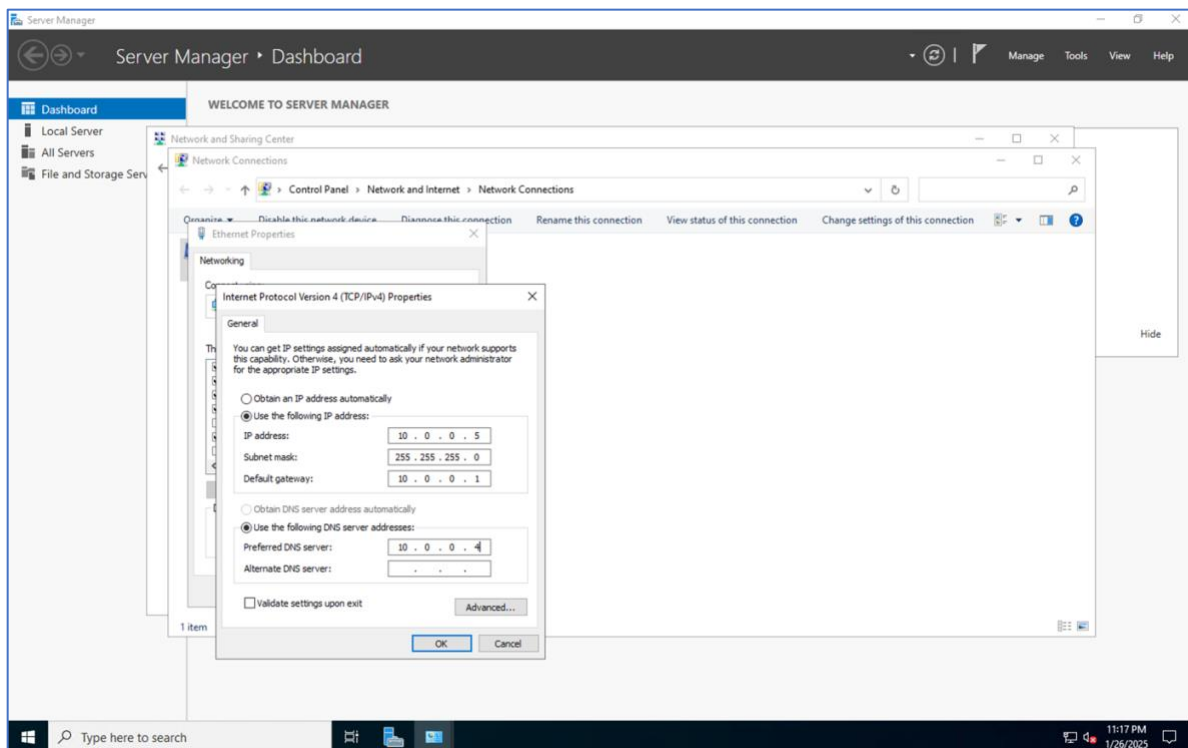 Server Manager
Server Manager ‣ Dashboard
Manage Tools View Help
Dashboard
Local Server
All Servers
File and Storage Serv
WELCOME TO SERVER MANAGER
Hide
Network and Sharing Center
Network Connections
Control Panel › Network and Internet › Network Connections
Organize Disable this network device Diagnose this connection Rename this connection View status of this connection Change settings of this connection
Ethernet Properties
Networking
Internet Protocol Version 4 (TCP/IPv4) Properties
General
You can get IP settings assigned automatically if your network supports
this capability. Otherwise, you need to ask your network administrator
for the appropriate IP settings.
Obtain an IP address automatically
Use the following IP address:
IP address: 10 . 0 . 0 . 5
Subnet mask: 255 . 255 . 255 . 0
Default gateway: 10 . 0 . 0 . 1
Obtain DNS server address automatically
Use the following DNS server addresses:
Preferred DNS server: 10 . 0 . 0 . 4
Alternate DNS server: . . .
Validate settings upon exit
Advanced...
OK Cancel
1 item
Type here to search
11:17 PM
1/26/2025